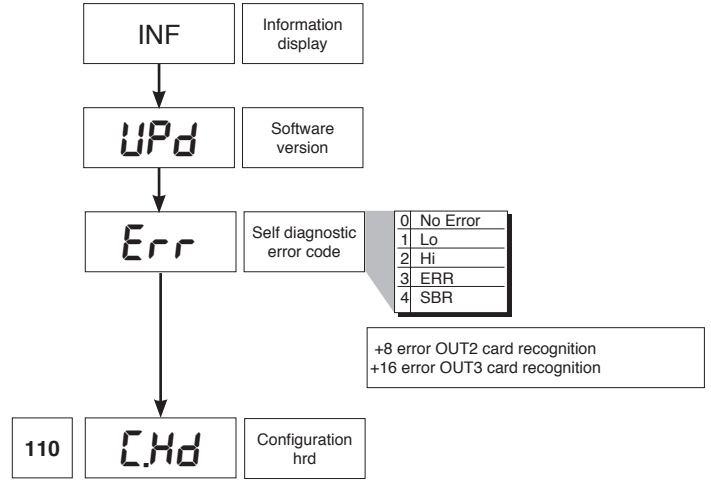 INF
Information
display
UPd
Software
version
Err
Self diagnostic
error code
0 No Error
1 Lo
2 Hi
3 ERR
4 SBR
+8 error OUT2 card recognition
+16 error OUT3 card recognition
110
C.Hd
Configuration
hrd